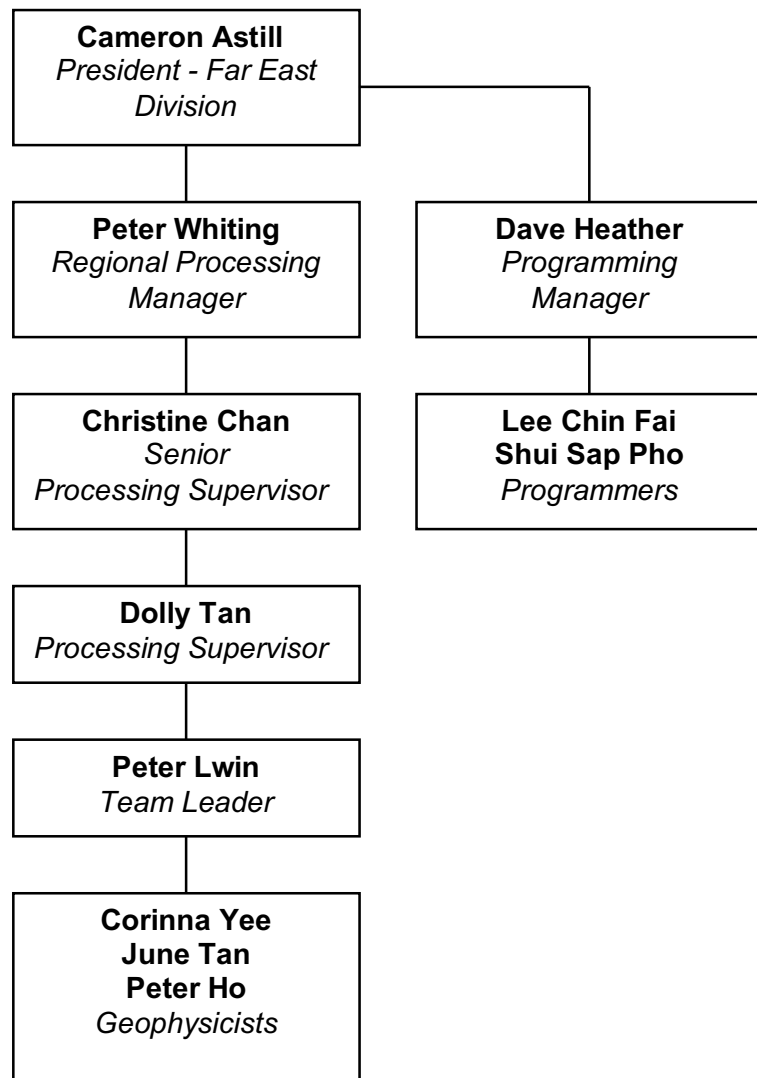 Cameron Astill
President - Far East
Division
Peter Whiting
Regional Processing
Manager
Dave Heather
Programming
Manager
Christine Chan
Senior
Processing Supervisor
Lee Chin Fai
Shui Sap Pho
Programmers
Dolly Tan
Processing Supervisor
Peter Lwin
Team Leader
Corinna Yee
June Tan
Peter Ho
Geophysicists